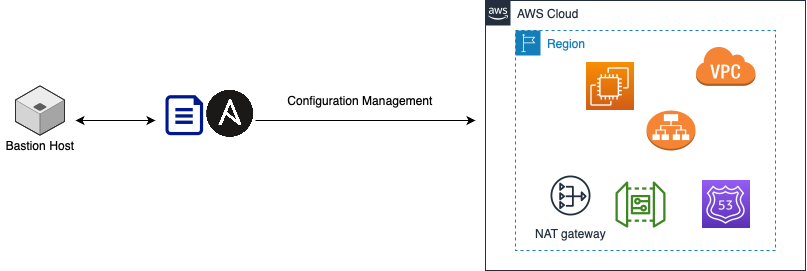 aws
AWS Cloud
Region
VPC
Configuration Management
Bastion Host
53
NAT gateway